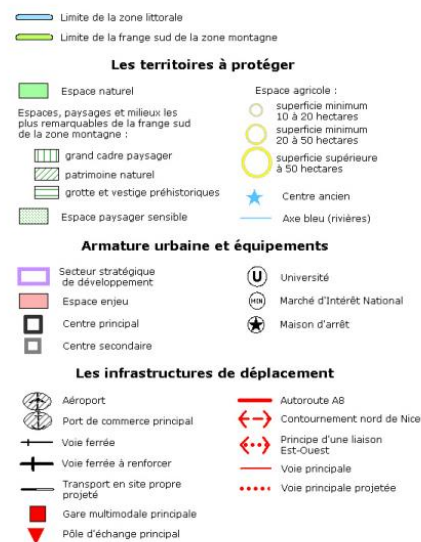 Limite de la zone littorale
Limite de la frange sud de la zone montagne
Les territoires à protéger
Espace naturel
Espaces, paysages et milieux les
plus remarquables de la frange sud
de la zone montagne :
grand cadre paysager
patrimoine naturel
grotte et vestige préhistoriques
Espace paysager sensible
Espace agricole :
superficie minimum
10 à 20 hectares
superficie minimum
20 à 50 hectares
superficie supérieure
à 50 hectares
Centre ancien
Axe bleu (rivières)
Armature urbaine et équipements
Secteur stratégique
de développement
Espace enjeu
Centre principal
Centre secondaire
U Université
MIN Marché d'Intérêt National
Maison d'arrêt
Les infrastructures de déplacement
Aéroport
Port de commerce principal
Voie ferrée
Voie ferrée à renforcer
Transport en site propre
projeté
Gare multimodale principale
Pôle d'échange principal
Autoroute A8
Contournement nord de Nice
Principe d'une liaison
Est-Ouest
Voie principale
Voie principale projetée